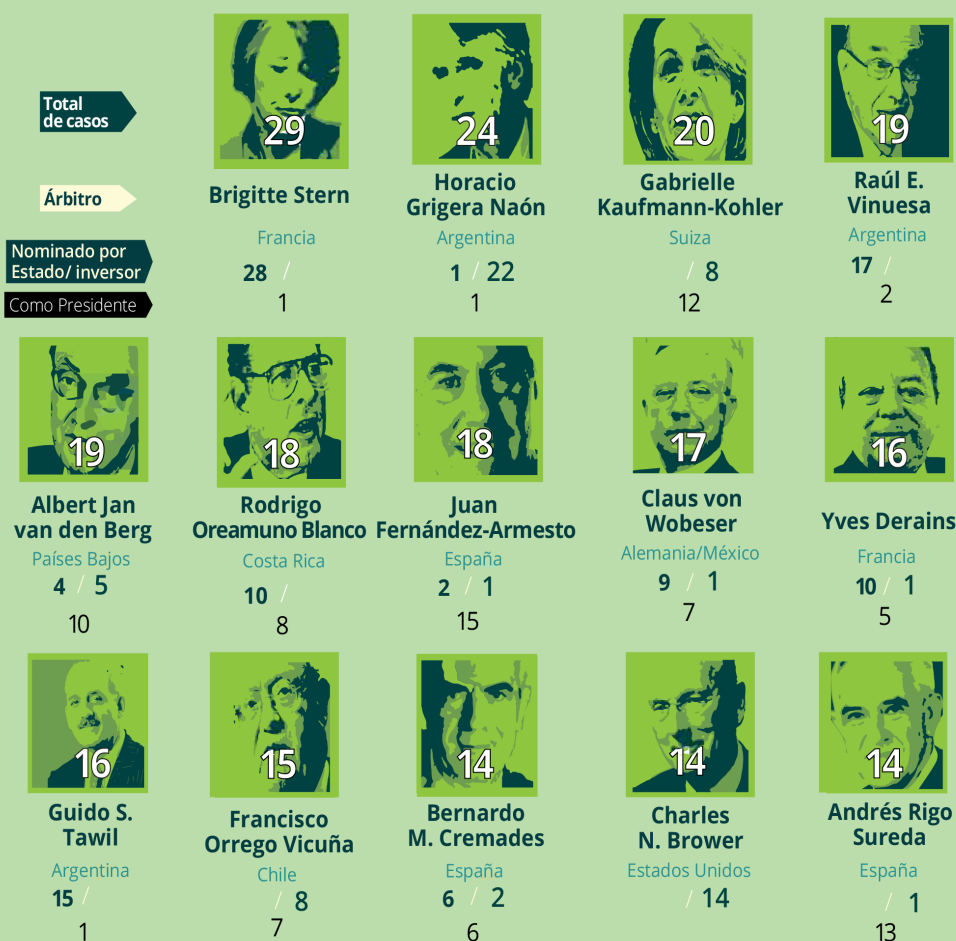 Total
de casos
Árbitro
Nominado por
Estado/ inversor
Como Presidente
29
Brigitte Stern
Francia
28 /
1
24
Horacio
Grigera Naón
Argentina
1 / 22
1
20
Gabrielle
Kaufmann-Kohler
Suiza
/ 8
12
19
Raúl E.
Vinuesa
Argentina
17 /
2
19
Albert Jan
van den Berg
Países Bajos
4 / 5
10
18
Rodrigo
Oreamuno Blanco
Costa Rica
10 /
8
18
Juan
Fernández-Armesto
España
2 / 1
15
17
Claus von
Wobeser
Alemania/México
9 / 1
7
16
Yves Derains
Francia
10 / 1
5
16
Guido S.
Tawil
Argentina
15 /
1
15
Francisco
Orrego Vicuña
Chile
/ 8
7
14
Bernardo
M. Cremades
España
6 / 2
6
14
Charles
N. Brower
Estados Unidos
/ 14
14
Andrés Rigo
Sureda
España
/ 1
13